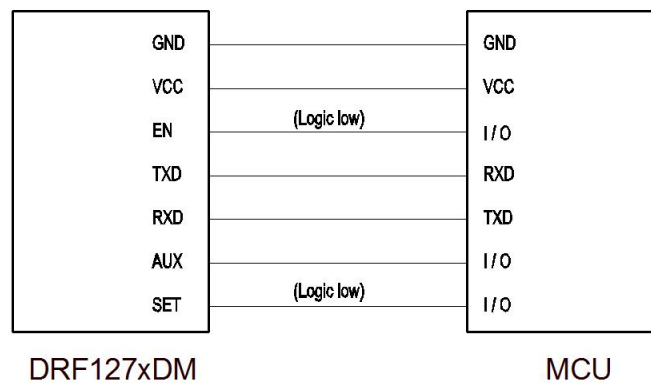 GND GND
VCC VCC
(Logic low)
EN I/O
TXD RXD
RXD TXD
AUX I/O
(Logic low)
SET I/O
DRF127xDM MCU